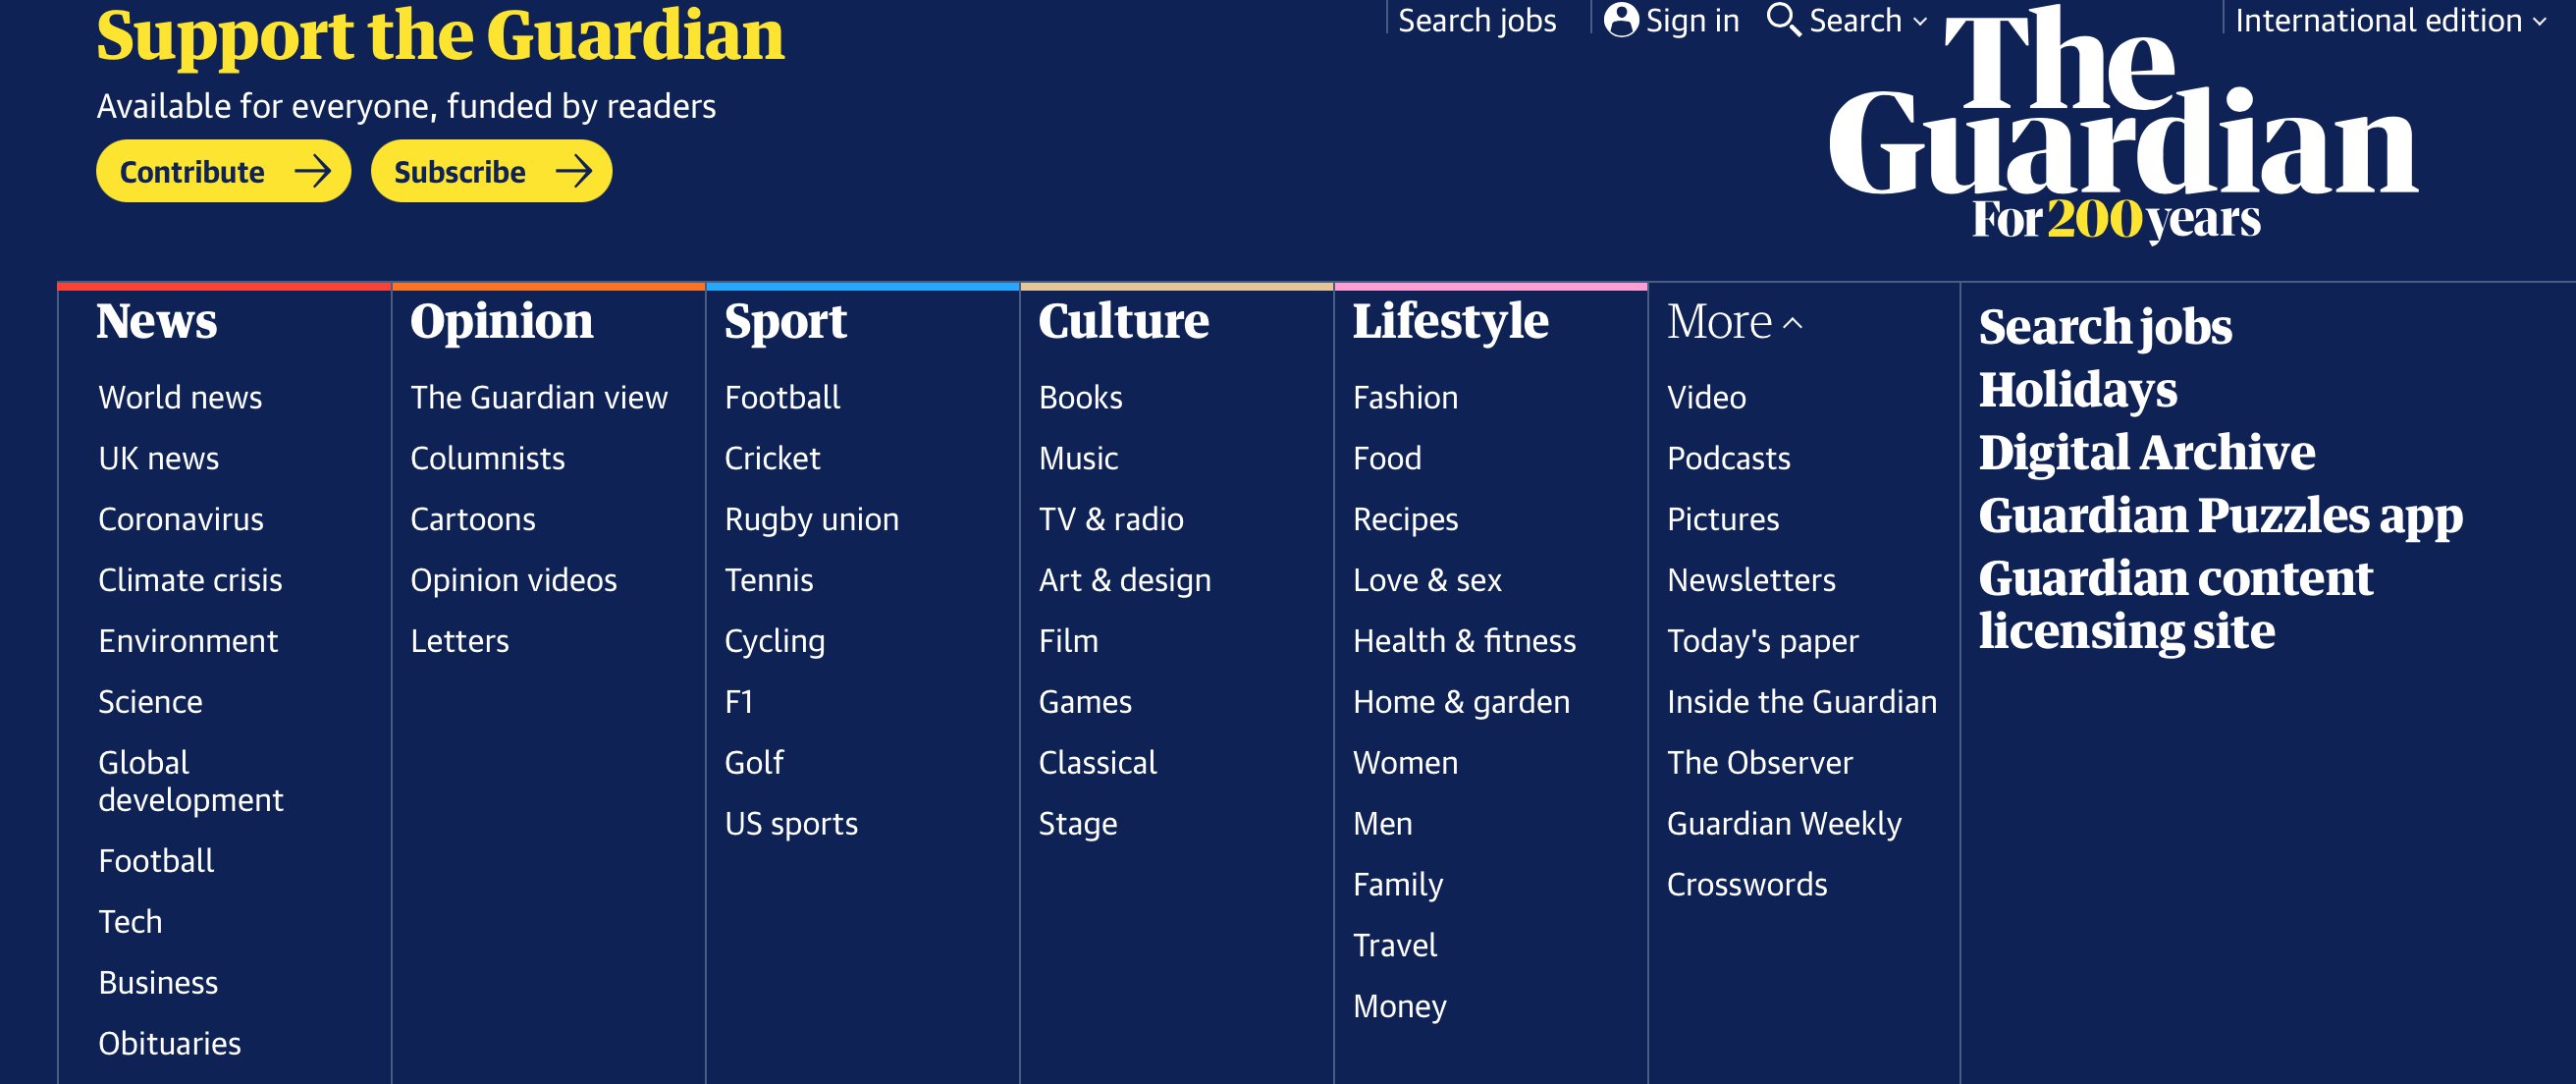 Support the Guardian
Available for everyone, funded by readers
Contribute
Subscribe
Search jobs
Sign in
Search
International edition
The
Guardian
For 200 years
News
World news
UK news
Coronavirus
Climate crisis
Environment
Science
Global
development
Football
Tech
Business
Obituaries
Opinion
The Guardian view
Columnists
Cartoons
Opinion videos
Letters
Sport
Football
Cricket
Rugby union
Tennis
Cycling
F1
Golf
US sports
Culture
Books
Music
TV & radio
Art & design
Film
Games
Classical
Stage
Lifestyle
Fashion
Food
Recipes
Love & sex
Health & fitness
Home & garden
Women
Men
Family
Travel
Money
More
Video
Podcasts
Pictures
Newsletters
Today's paper
Inside the Guardian
The Observer
Guardian Weekly
Crosswords
Search jobs
Holidays
Digital Archive
Guardian Puzzles app
Guardian content
licensing site